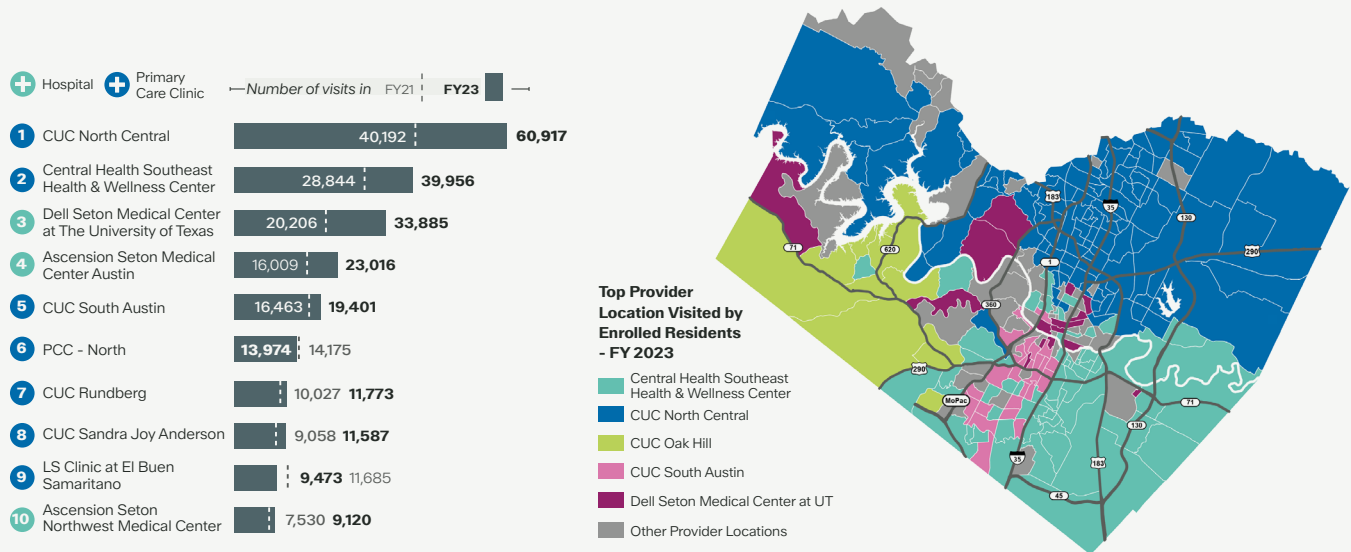 Hospital
Primary
Care Clinic
Number of visits in FY21 FY23
1 CUC North Central 40,192 60,917
2 Central Health Southeast
Health & Wellness Center 28,844 39,956
3 Dell Seton Medical Center
at The University of Texas 20,206 33,885
4 Ascension Seton Medical
Center Austin 16,009 23,016
5 CUC South Austin 16,463 19,401
6 PCC - North 13,974 14,175
7 CUC Rundberg 10,027 11,773
8 CUC Sandra Joy Anderson 9,058 11,587
9 LS Clinic at El Buen
Samaritano 9,473 11,685
10 Ascension Seton
Northwest Medical Center 7,530 9,120
Top Provider
Location Visited by
Enrolled Residents
- FY 2023
Central Health Southeast
Health & Wellness Center
CUC North Central
CUC Oak Hill
CUC South Austin
Dell Seton Medical Center at UT
Other Provider Locations
183
35
130
71
620
290
1
360
290
MoPac
71
130
35
183
45